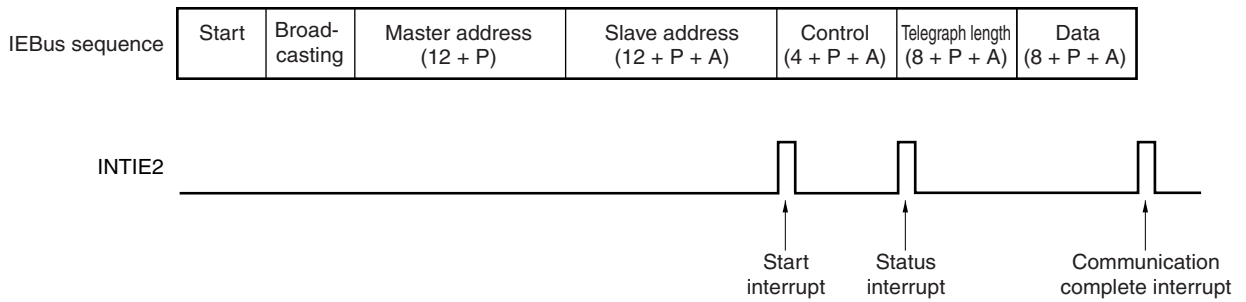 IEBus sequence
Start
Broad-
casting
Master address
(12 + P)
Slave address
(12 + P + A)
Control
(4 + P + A)
Telegraph length
(8 + P + A)
Data
(8 + P + A)
INTIE2
Start
interrupt
Status
interrupt
Communication
complete interrupt